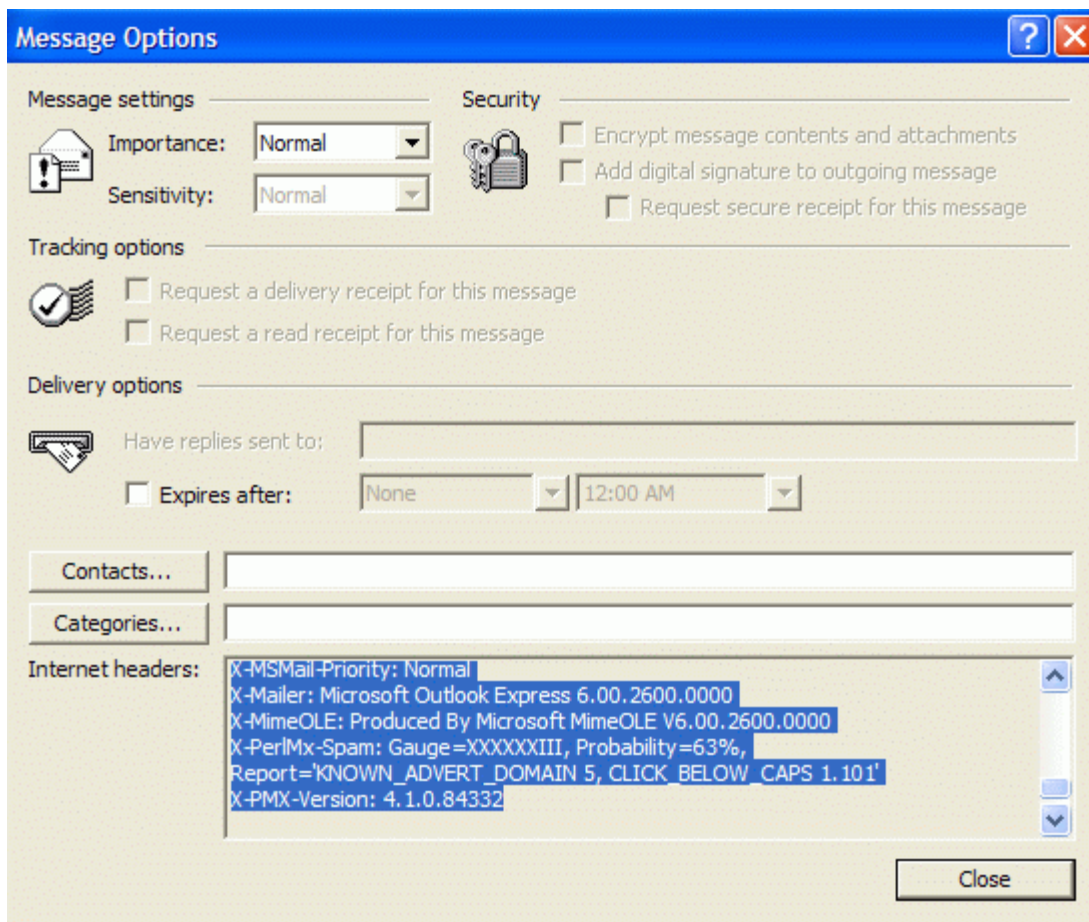 Message Options
Message settings
Security
Importance: Normal
Encrypt message contents and attachments
Sensitivity: Normal
Add digital signature to outgoing message
Request secure receipt for this message
Tracking options
Request a delivery receipt for this message
Request a read receipt for this message
Delivery options
Have replies sent to:
Expires after: None 12:00 AM
Contacts...
Categories...
Internet headers:
X-MSMail-Priority: Normal
X-Mailer: Microsoft Outlook Express 6.00.2600.0000
X-MimeOLE: Produced By Microsoft MimeOLE V6.00.2600.0000
X-PerlMx-Spam: Gauge=XXXXXXIII, Probability=63%,
Report='KNOWN_ADVERT_DOMAIN 5, CLICK_BELOW_CAPS 1.101'
X-PMX-Version: 4.1.0.84332
Close